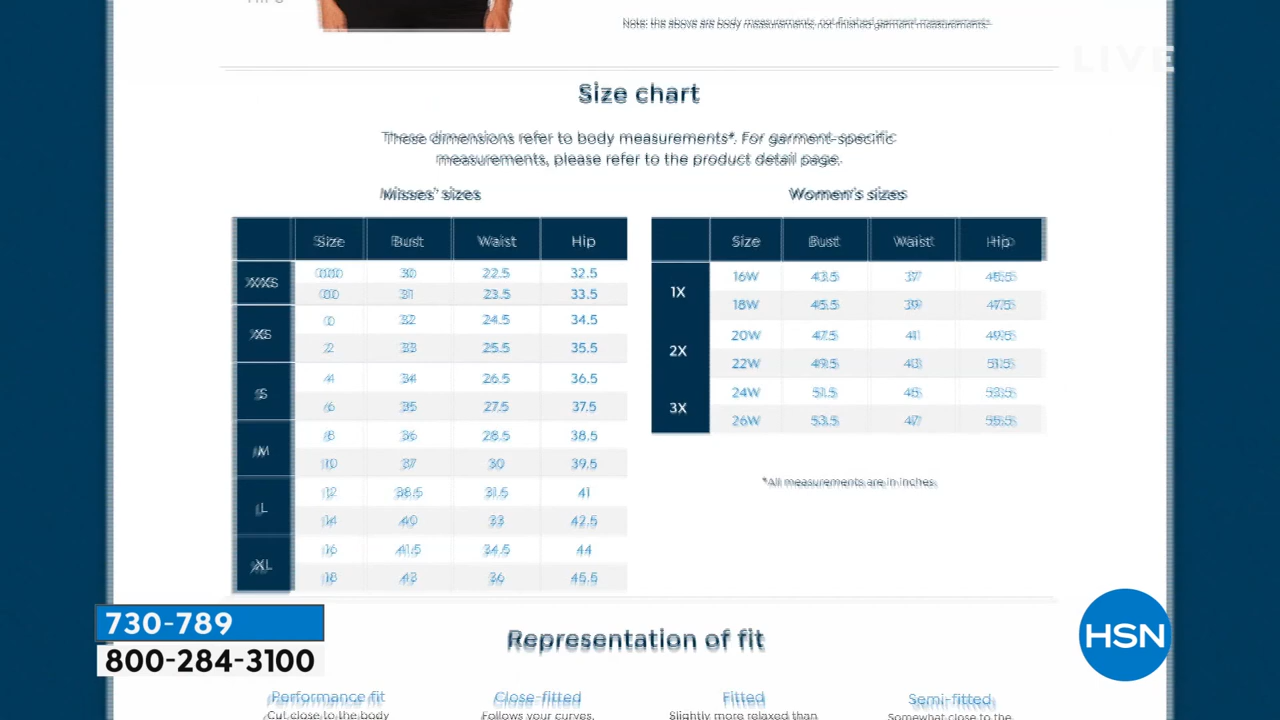 HIPS
Note: the above are body measurements, not finished garment measurements.
LIVE
Size chart
These dimensions refer to body measurements*. For garment-specific
measurements, please refer to the product detail page.
Misses' sizes
Size Bust Waist Hip
XXS 000 30 22.5 32.5
00 31 23.5 33.5
XS 0 32 24.5 34.5
2 33 25.5 35.5
S 4 34 26.5 36.5
6 35 27.5 37.5
M 8 36 28.5 38.5
10 37 30 39.5
L 12 38.5 31.5 41
14 40 33 42.5
XL 16 41.5 34.5 44
18 43 36 45.5
Women's sizes
Size Bust Waist Hip
1X 16W 43.5 37 45.5
18W 45.5 39 47.5
2X 20W 47.5 41 49.5
22W 49.5 43 51.5
3X 24W 51.5 45 53.5
26W 53.5 47 55.5
*All measurements are in inches.
730-789
800-284-3100
HSN
Representation of fit
Performance fit Close-fitted Fitted Semi-fitted
Cut close to the body Follows your curves, Slightly more relaxed than Somewhat close to the